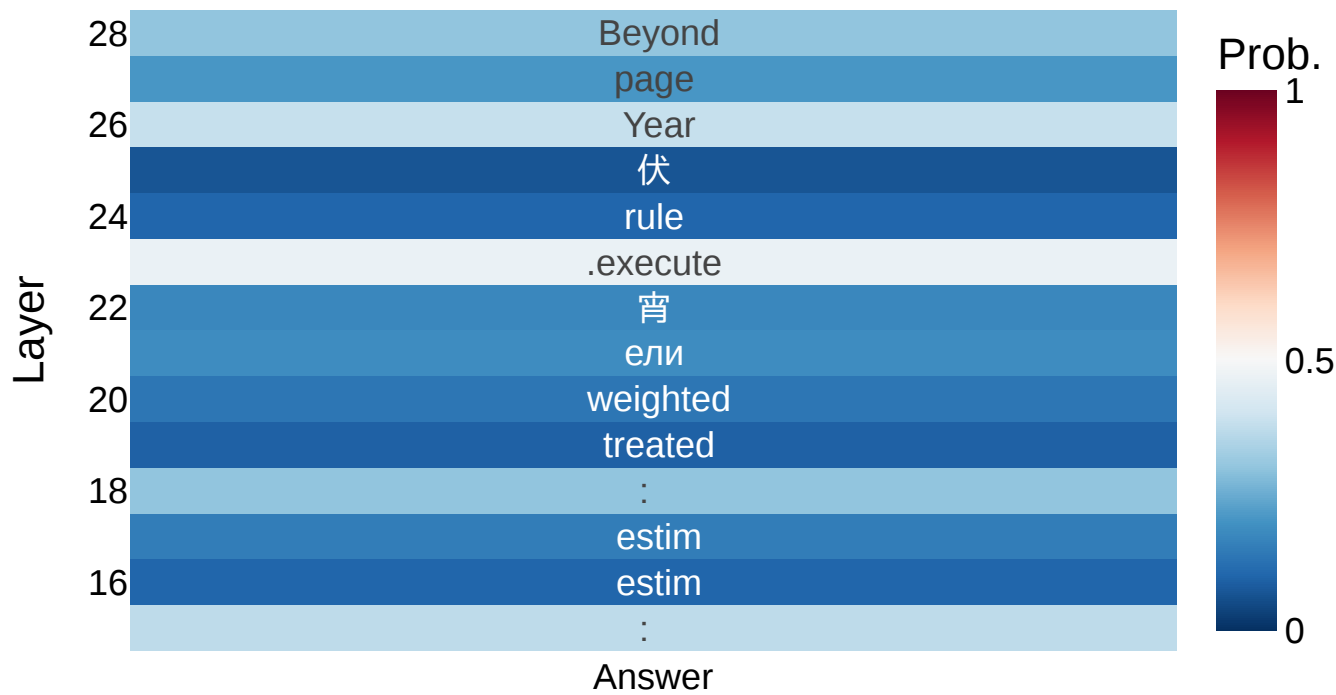 28 Beyond
page
26 Year
伏
24 rule
.execute
22 宵
ели
20 weighted
treated
18 :
estim
16 estim
:
Answer
Layer
Prob.
1
0.5
0